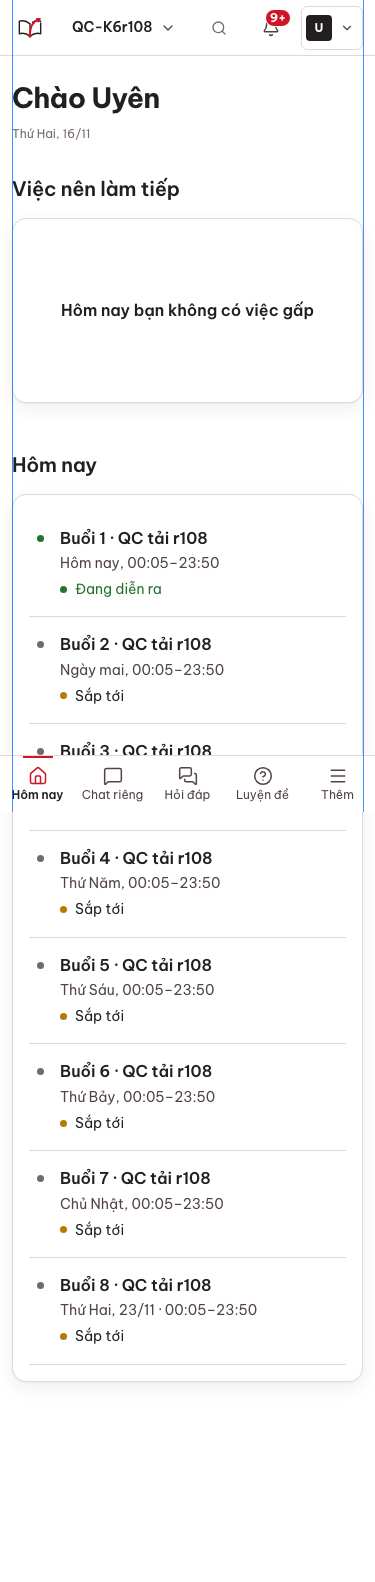 QC-K6r108
9+
U
Chào Uyên
Thứ Hai, 16/11
Việc nên làm tiếp
Hôm nay bạn không có việc gấp
Hôm nay
Buổi 1 · QC tải r108
Hôm nay, 00:05–23:50
Đang diễn ra
Buổi 2 · QC tải r108
Ngày mai, 00:05–23:50
Sắp tới
Buổi 3 · QC tải r108
Hôm nay
Chat riêng
Hỏi đáp
Luyện đề
Thêm
Buổi 4 · QC tải r108
Thứ Năm, 00:05–23:50
Sắp tới
Buổi 5 · QC tải r108
Thứ Sáu, 00:05–23:50
Sắp tới
Buổi 6 · QC tải r108
Thứ Bảy, 00:05–23:50
Sắp tới
Buổi 7 · QC tải r108
Chủ Nhật, 00:05–23:50
Sắp tới
Buổi 8 · QC tải r108
Thứ Hai, 23/11 · 00:05–23:50
Sắp tới